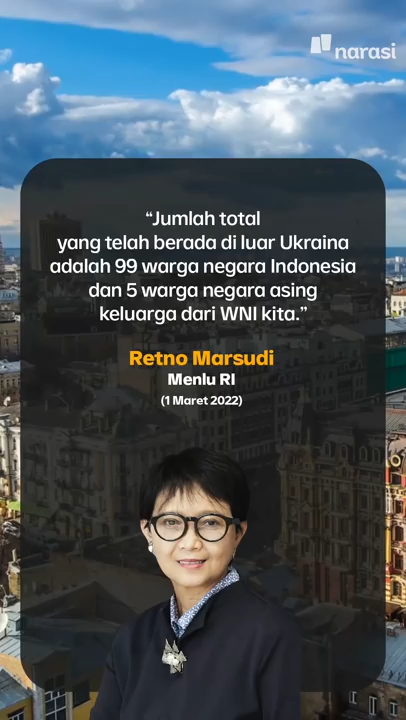 narasi
“Jumlah total
yang telah berada di luar Ukraina
adalah 99 warga negara Indonesia
dan 5 warga negara asing
keluarga dari WNI kita.”
Retno Marsudi
Menlu RI
(1 Maret 2022)